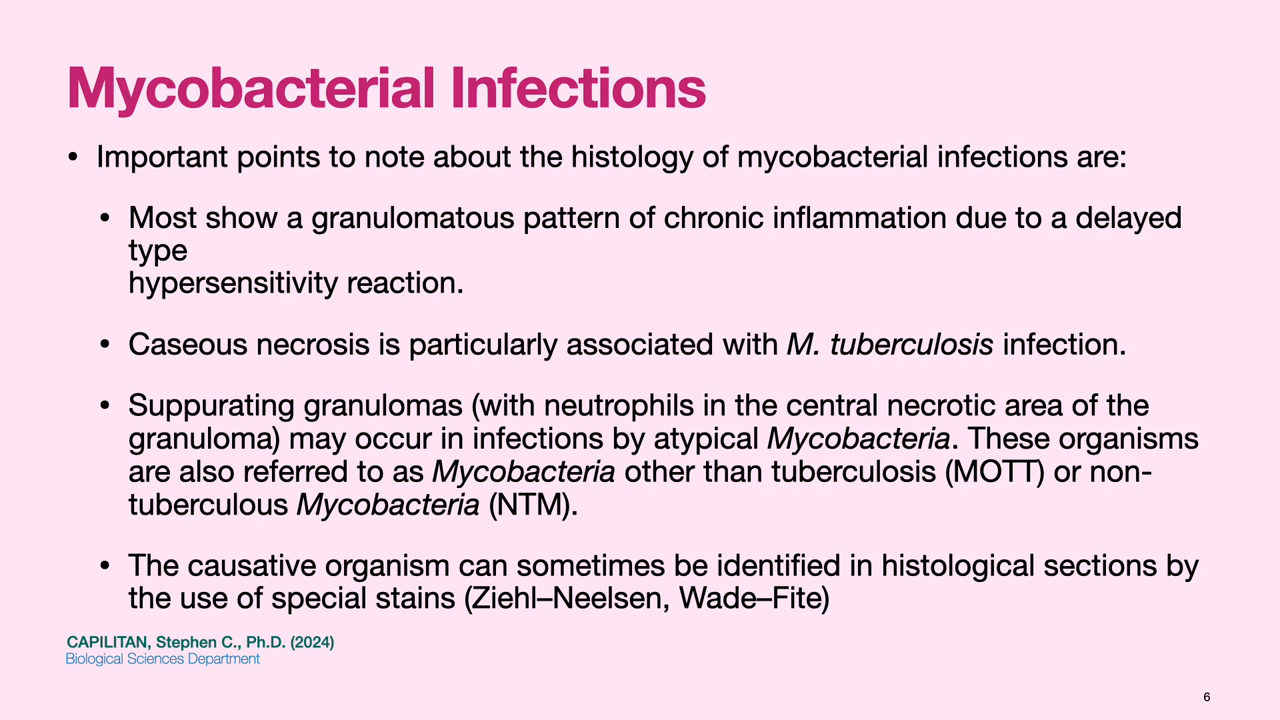 Mycobacterial Infections
• Important points to note about the histology of mycobacterial infections are:
• Most show a granulomatous pattern of chronic inflammation due to a delayed
type
hypersensitivity reaction.
• Caseous necrosis is particularly associated with M. tuberculosis infection.
• Suppurating granulomas (with neutrophils in the central necrotic area of the
granuloma) may occur in infections by atypical Mycobacteria. These organisms
are also referred to as Mycobacteria other than tuberculosis (MOTT) or non-
tuberculous Mycobacteria (NTM).
• The causative organism can sometimes be identified in histological sections by
the use of special stains (Ziehl–Neelsen, Wade–Fite)
CAPILITAN, Stephen C., Ph.D. (2024)
Biological Sciences Department
6